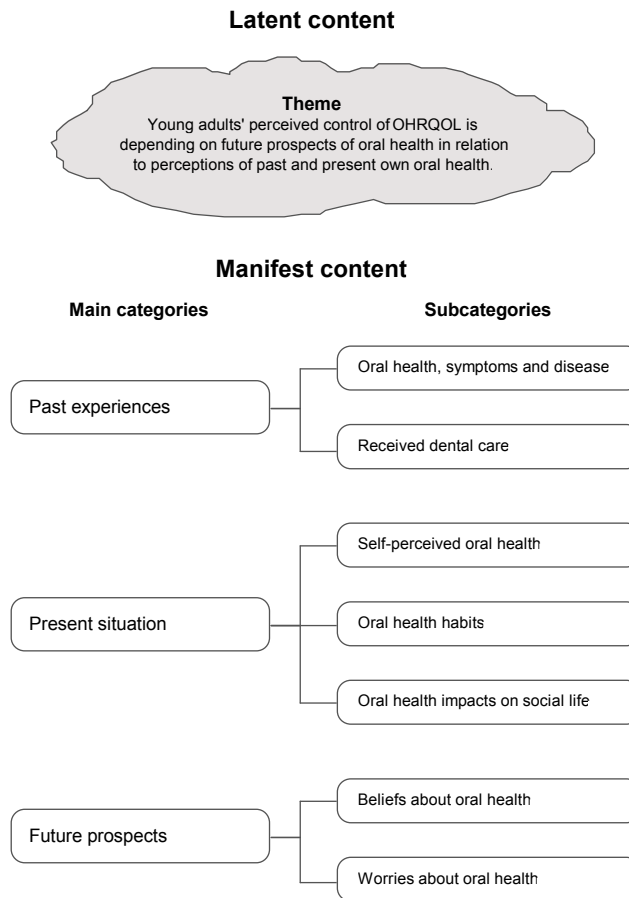 Latent content
Theme
Young adults' perceived control of OHRQOL is
depending on future prospects of oral health in relation
to perceptions of past and present own oral health.
Manifest content
Main categories
Subcategories
Past experiences
Oral health, symptoms and disease
Received dental care
Present situation
Self-perceived oral health
Oral health habits
Oral health impacts on social life
Future prospects
Beliefs about oral health
Worries about oral health